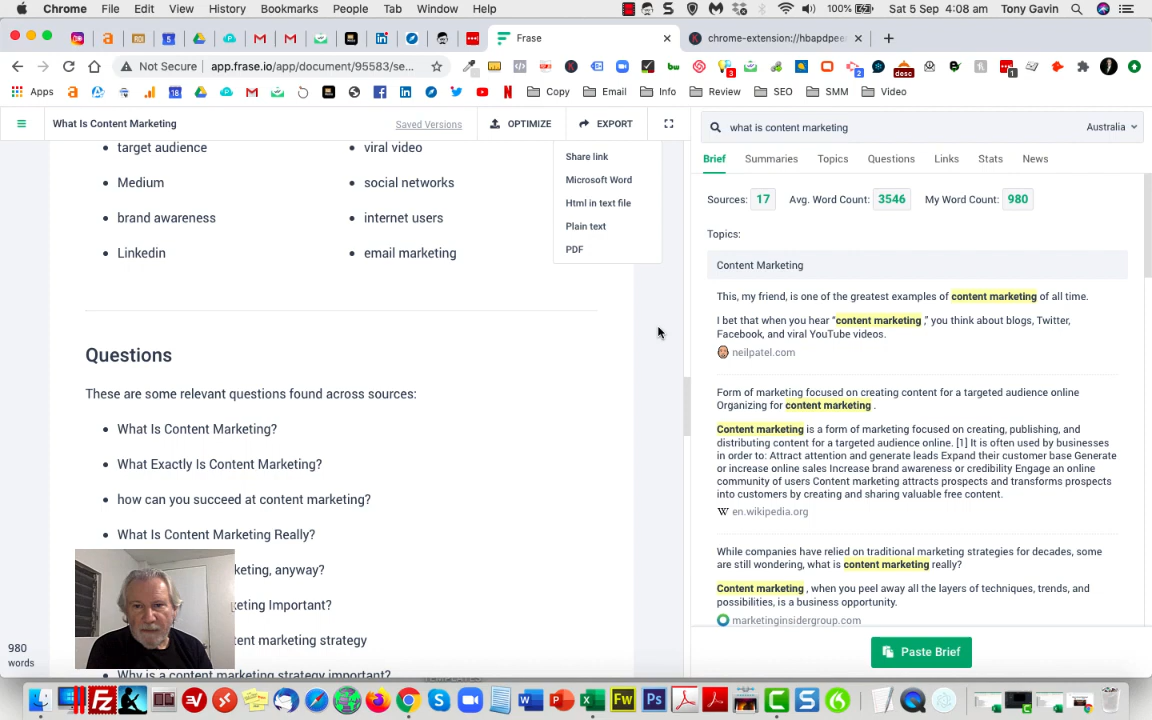 Chrome File Edit View History Bookmarks People Tab Window Help 100% Sat 5 Sep 4:08 am Tony Gavin
Frase
chrome-extension://hbapdpee
Not Secure app.frase.io/app/document/95583/se...
Apps Copy Email Info Review SEO SMM Video
What Is Content Marketing Saved Versions OPTIMIZE EXPORT
what is content marketing Australia
Share link
Microsoft Word
Html in text file
Plain text
PDF
target audience viral video
Medium social networks
brand awareness internet users
Linkedin email marketing
Questions
These are some relevant questions found across sources:
What Is Content Marketing?
What Exactly Is Content Marketing?
how can you succeed at content marketing?
What Is Content Marketing Really?
keting, anyway?
eting Important?
tent marketing strategy
Why is a content marketing strategy important?
980
words
Brief Summaries Topics Questions Links Stats News
Sources: 17 Avg. Word Count: 3546 My Word Count: 980
Topics:
Content Marketing
This, my friend, is one of the greatest examples of content marketing of all time.
I bet that when you hear “content marketing ,” you think about blogs, Twitter,
Facebook, and viral YouTube videos.
neilpatel.com
Form of marketing focused on creating content for a targeted audience online
Organizing for content marketing .
Content marketing is a form of marketing focused on creating, publishing, and
distributing content for a targeted audience online. [1] It is often used by businesses
in order to: Attract attention and generate leads Expand their customer base Generate
or increase online sales Increase brand awareness or credibility Engage an online
community of users Content marketing attracts prospects and transforms prospects
into customers by creating and sharing valuable free content.
en.wikipedia.org
While companies have relied on traditional marketing strategies for decades, some
are still wondering, what is content marketing really?
Content marketing , when you peel away all the layers of techniques, trends, and
possibilities, is a business opportunity.
marketinginsidergroup.com
Paste Brief